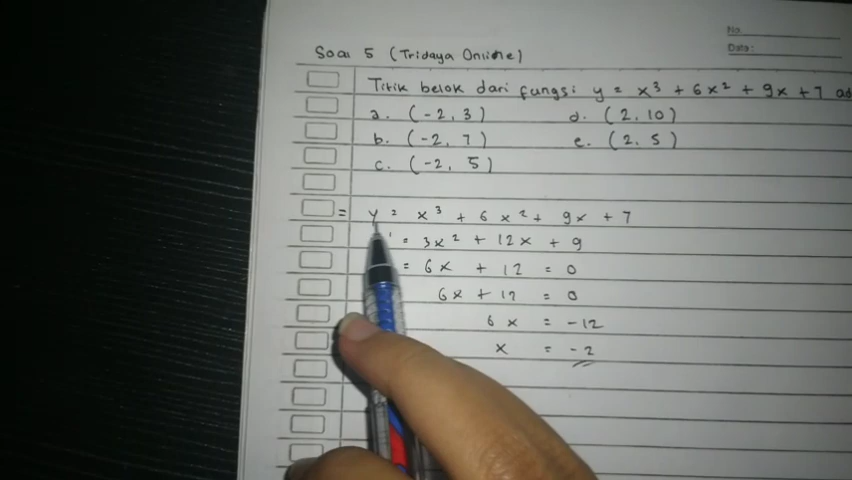 No
Date:
Soal 5 (Tridaya Online)
Titik belok dari fungsi y = x³ + 6x² + 9x + 7 ad
a. (-2, 3) d. (2, 10)
b. (-2, 7) e. (2, 5)
c. (-2, 5)
= y = x³ + 6x² + 9x + 7
' = 3x² + 12x + 9
= 6x + 12 = 0
6x + 12 = 0
6x = -12
x = -2